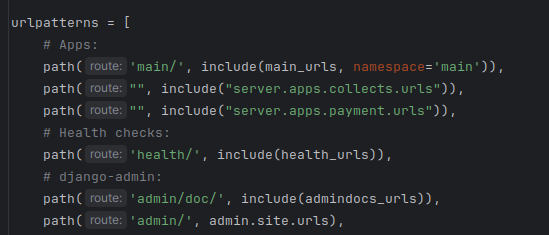 urlpatterns = [
# Apps:
path( route: 'main/', include(main_urls, namespace='main')),
path( route: "", include("server.apps.collects.urls")),
path( route: "", include("server.apps.payment.urls")),
# Health checks:
path( route: 'health/', include(health_urls)),
# django-admin:
path( route: 'admin/doc/', include(admindocs_urls)),
path( route: 'admin/', admin.site.urls),